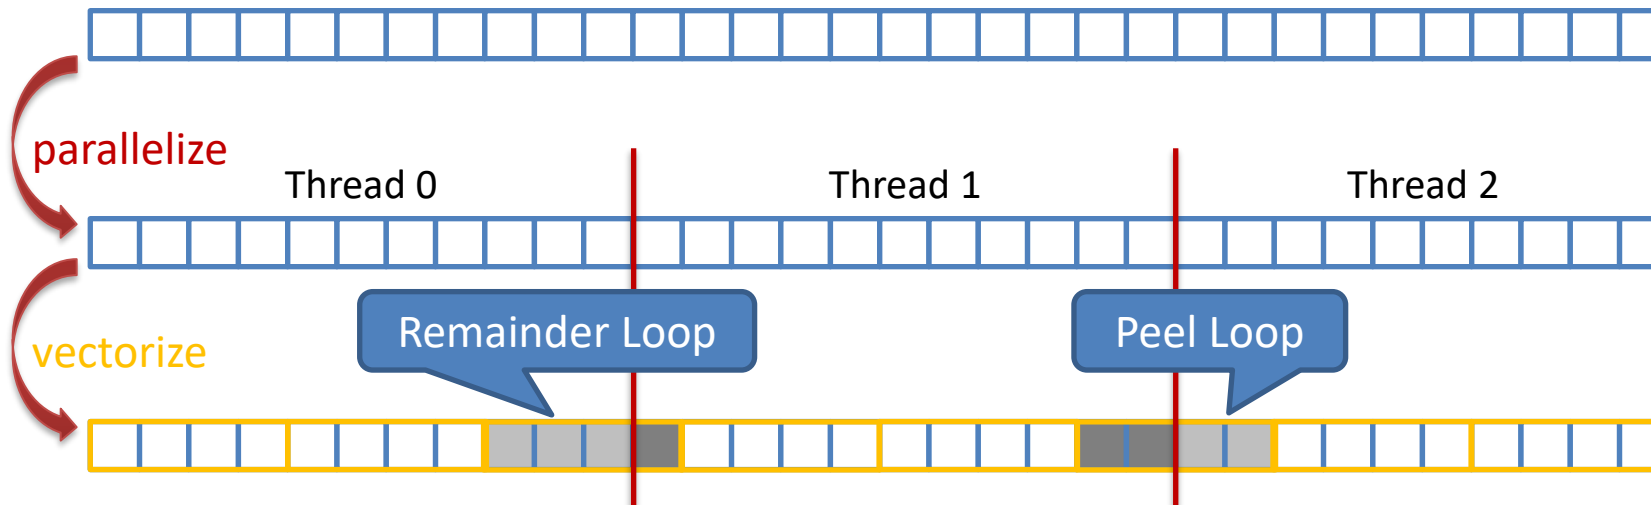 parallelize
Thread 0
Thread 1
Thread 2
Remainder Loop
Peel Loop
vectorize